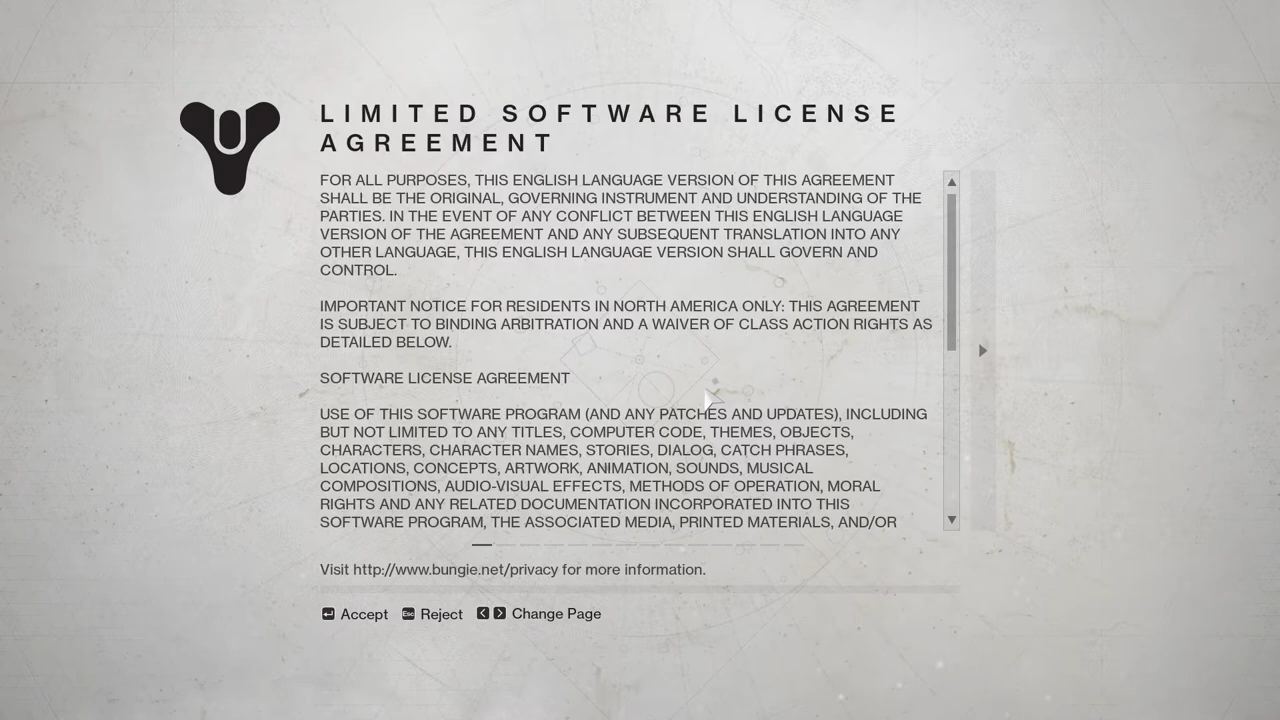 LIMITED SOFTWARE LICENSE
AGREEMENT
FOR ALL PURPOSES, THIS ENGLISH LANGUAGE VERSION OF THIS AGREEMENT
SHALL BE THE ORIGINAL, GOVERNING INSTRUMENT AND UNDERSTANDING OF THE
PARTIES. IN THE EVENT OF ANY CONFLICT BETWEEN THIS ENGLISH LANGUAGE
VERSION OF THE AGREEMENT AND ANY SUBSEQUENT TRANSLATION INTO ANY
OTHER LANGUAGE, THIS ENGLISH LANGUAGE VERSION SHALL GOVERN AND
CONTROL.
IMPORTANT NOTICE FOR RESIDENTS IN NORTH AMERICA ONLY: THIS AGREEMENT
IS SUBJECT TO BINDING ARBITRATION AND A WAIVER OF CLASS ACTION RIGHTS AS
DETAILED BELOW.
SOFTWARE LICENSE AGREEMENT
USE OF THIS SOFTWARE PROGRAM (AND ANY PATCHES AND UPDATES), INCLUDING
BUT NOT LIMITED TO ANY TITLES, COMPUTER CODE, THEMES, OBJECTS,
CHARACTERS, CHARACTER NAMES, STORIES, DIALOG, CATCH PHRASES,
LOCATIONS, CONCEPTS, ARTWORK, ANIMATION, SOUNDS, MUSICAL
COMPOSITIONS, AUDIO-VISUAL EFFECTS, METHODS OF OPERATION, MORAL
RIGHTS AND ANY RELATED DOCUMENTATION INCORPORATED INTO THIS
SOFTWARE PROGRAM, THE ASSOCIATED MEDIA, PRINTED MATERIALS, AND/OR
Visit http://www.bungie.net/privacy for more information.
Accept Esc Reject Change Page